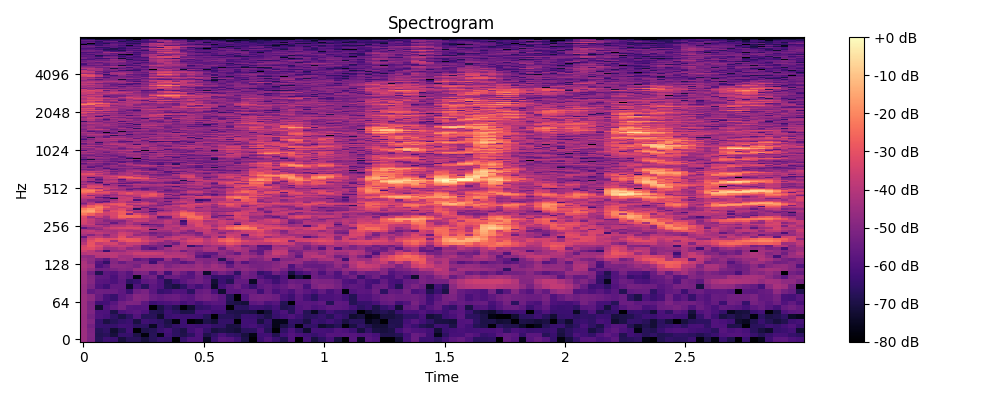 Spectrogram
Hz
4096
2048
1024
512
256
128
64
0
0
0.5
1
1.5
2
2.5
Time
+0 dB
-10 dB
-20 dB
-30 dB
-40 dB
-50 dB
-60 dB
-70 dB
-80 dB